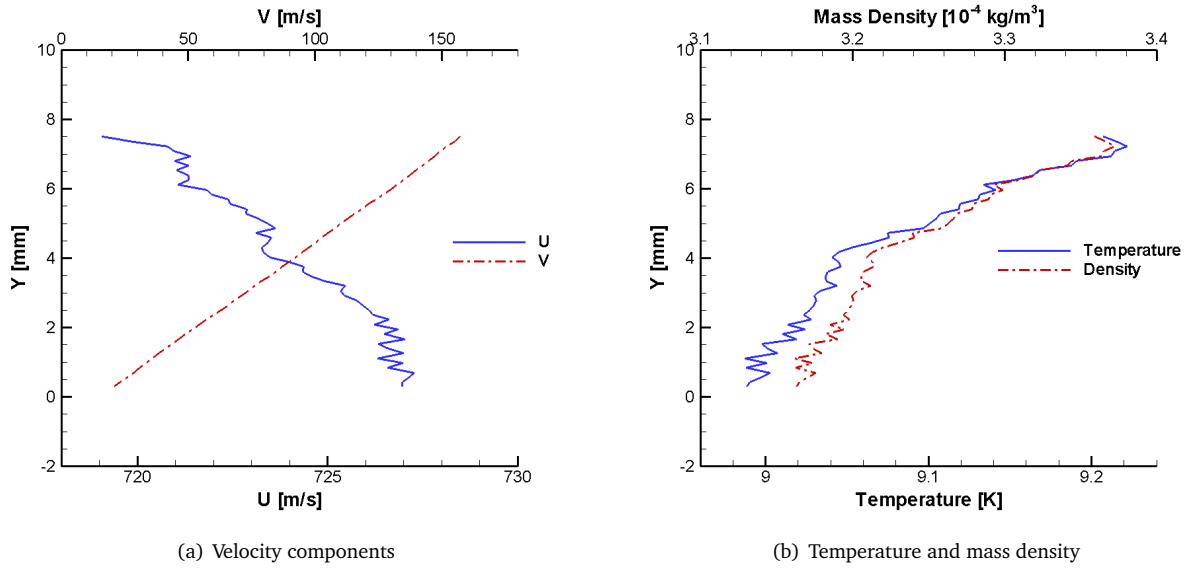 V [m/s]
0 50 100 150
10
8
6
4
2
0
-2
Y [mm]
U
V
720 725 730
U [m/s]
(a) Velocity components
Mass Density [10⁻⁴ kg/m³]
3.1 3.2 3.3 3.4
10
8
6
4
2
0
-2
Y [mm]
Temperature
Density
9 9.1 9.2
Temperature [K]
(b) Temperature and mass density